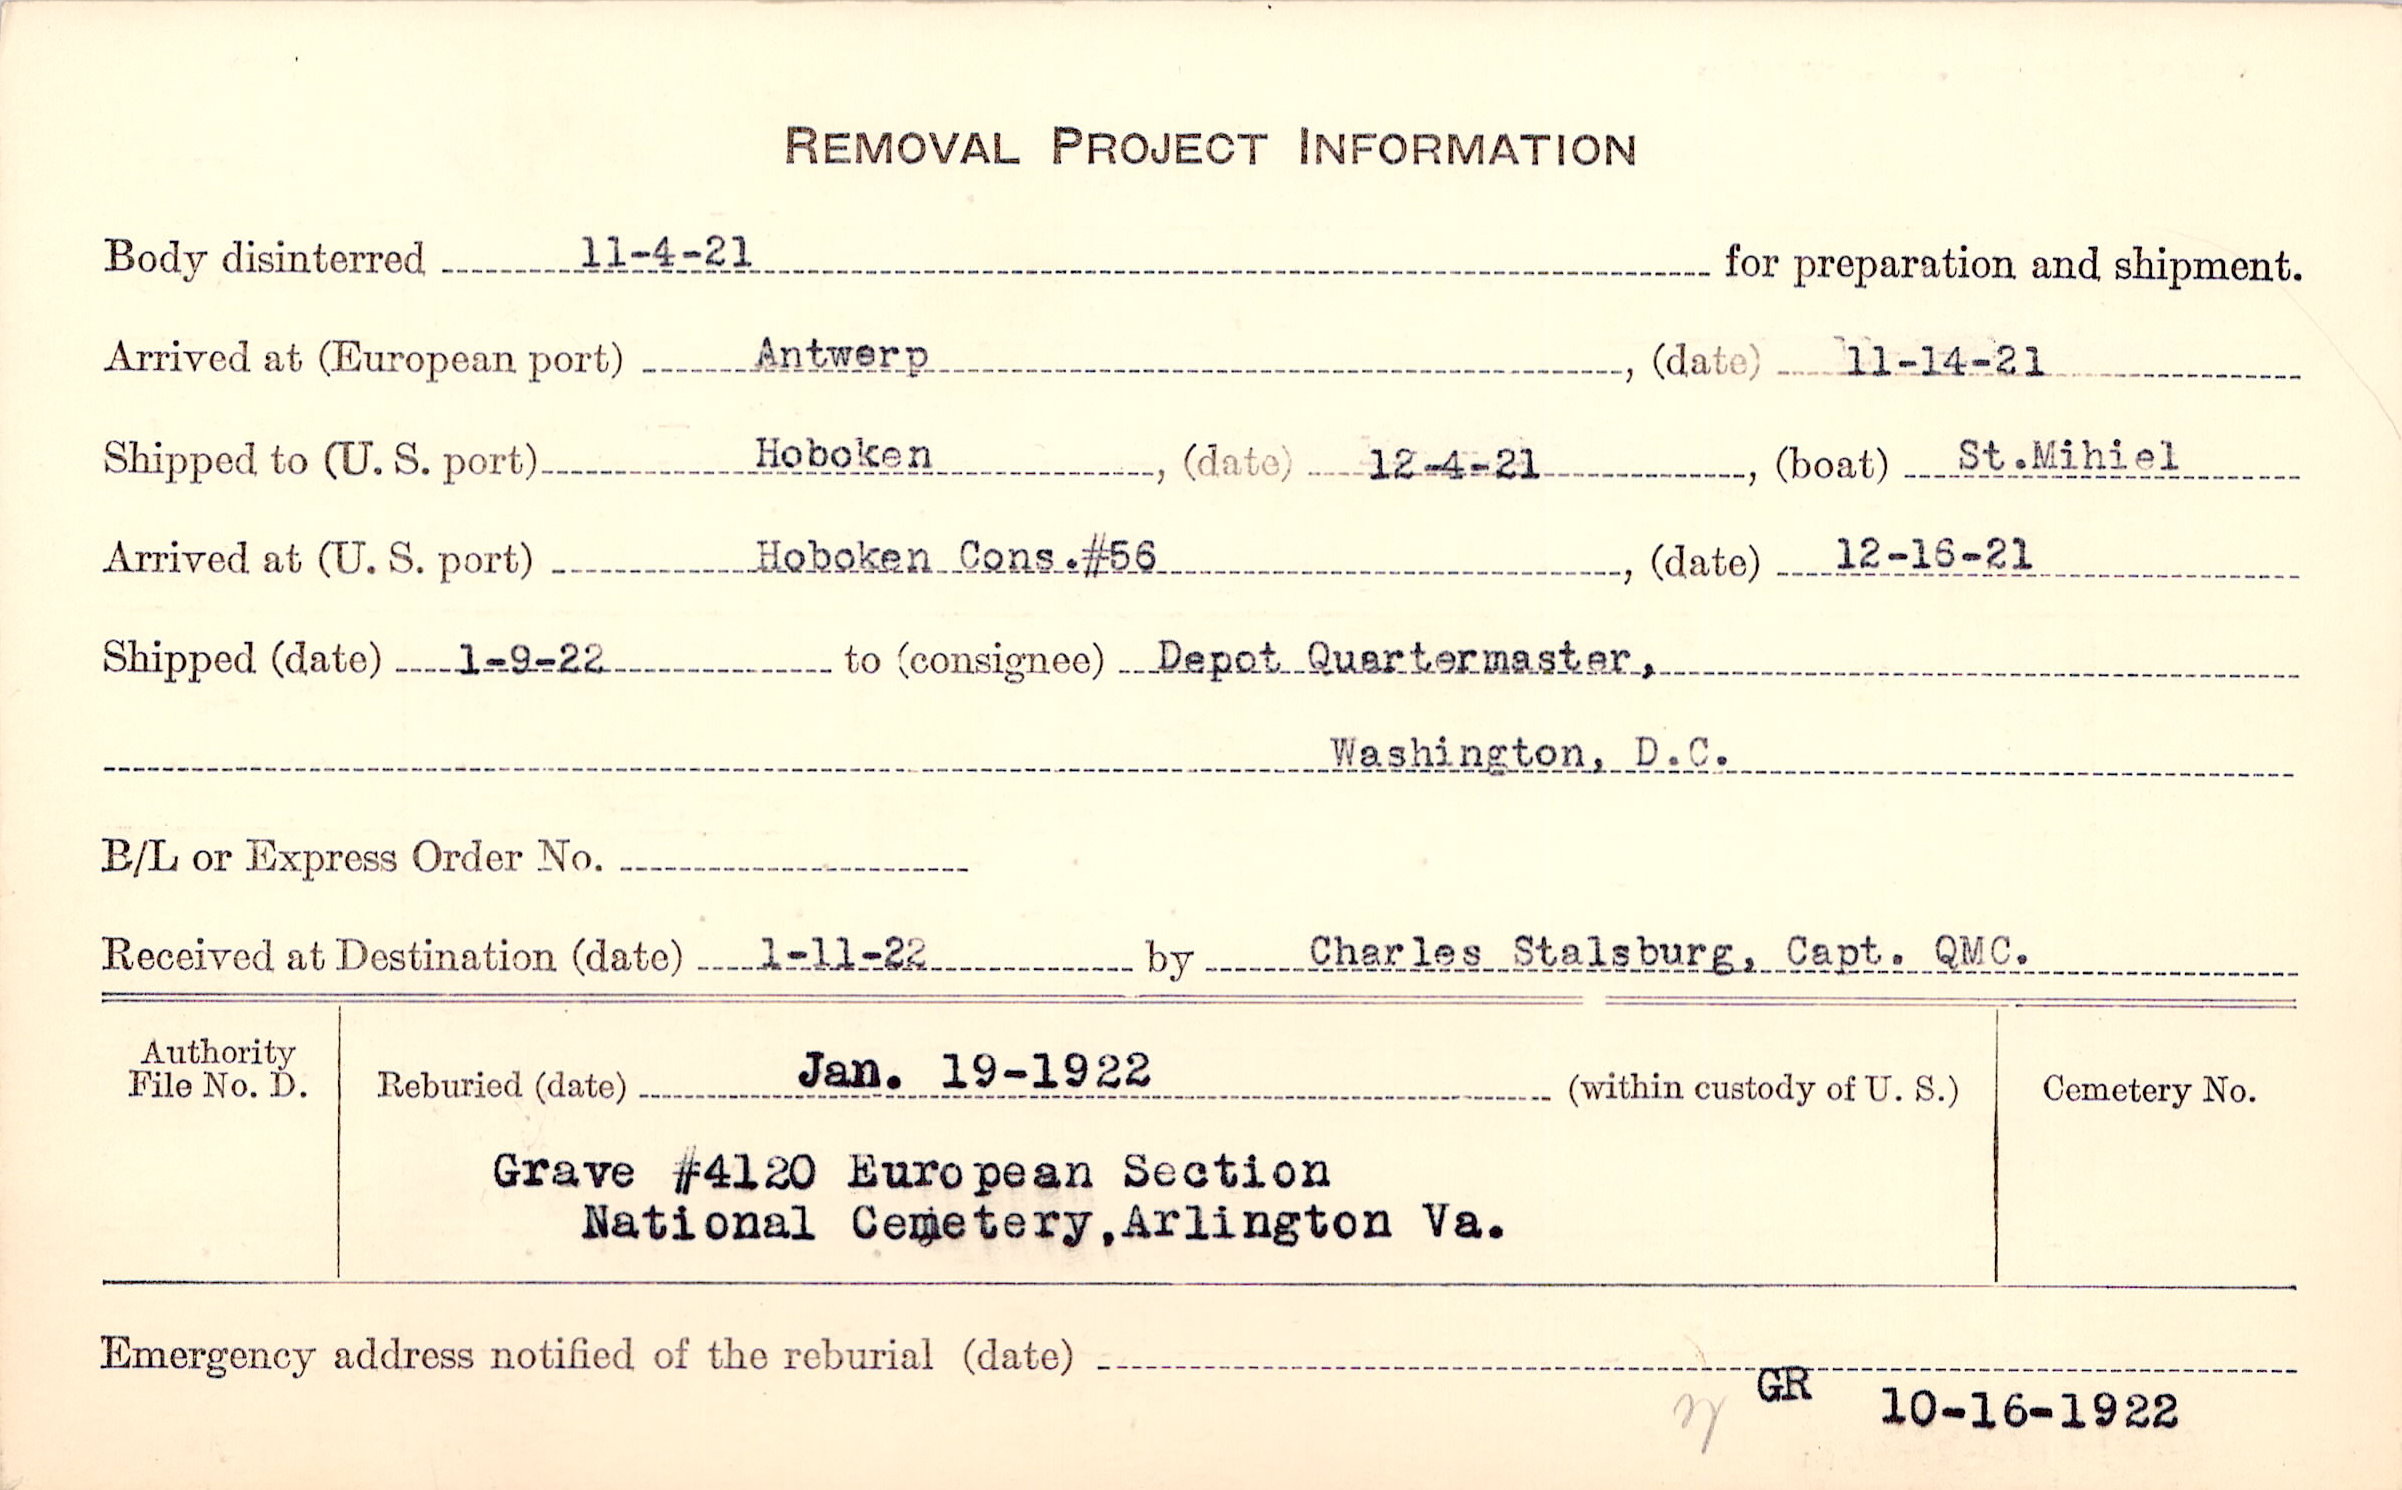 REMOVAL PROJECT INFORMATION
Body disinterred 11-4-21 for preparation and shipment.
Arrived at (European port) Antwerp, (date) 11-14-21
Shipped to (U. S. port) Hoboken, (date) 12-4-21, (boat) St.Mihiel
Arrived at (U. S. port) Hoboken Cons.#56, (date) 12-16-21
Shipped (date) 1-9-22 to (consignee) Depot Quartermaster,
Washington, D.C.
B/L or Express Order No.
Received at Destination (date) 1-11-22 by Charles Stalsburg, Capt. QMC.
Authority
File No. D.
Reburied (date) Jan. 19-1922 (within custody of U. S.)
Cemetery No.
Grave #4120 European Section
National Cemetery,Arlington Va.
Emergency address notified of the reburial (date)
GR 10-16-1922